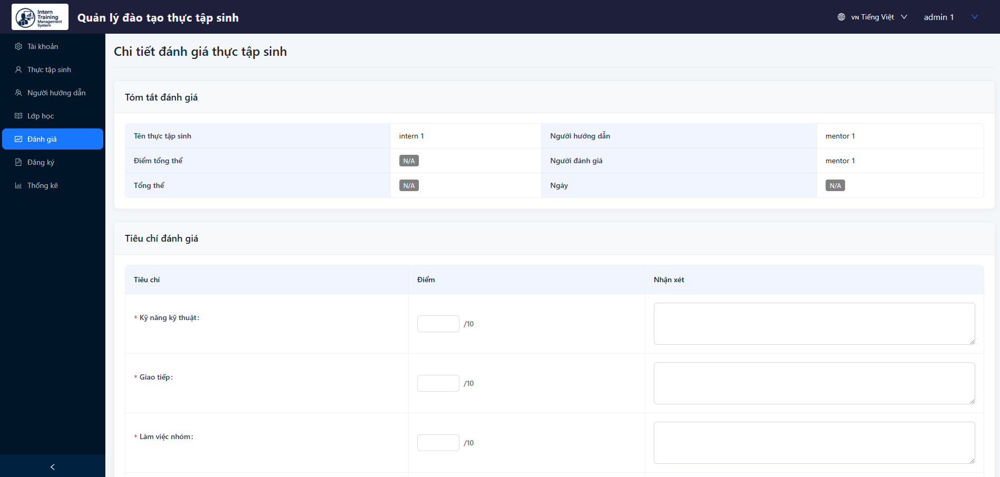 Intern
Training
Management
System
Quản lý đào tạo thực tập sinh
VN Tiếng Việt
admin 1
Tài khoản
Thực tập sinh
Người hướng dẫn
Lớp học
Đánh giá
Đăng ký
Thống kê
Chi tiết đánh giá thực tập sinh
Tóm tắt đánh giá
Tên thực tập sinh
intern 1
Người hướng dẫn
mentor 1
Điểm tổng thể
N/A
Người đánh giá
mentor 1
Tổng thể
N/A
Ngày
N/A
Tiêu chí đánh giá
Tiêu chí
Điểm
Nhận xét
* Kỹ năng kỹ thuật:
/10
* Giao tiếp:
/10
* Làm việc nhóm:
/10